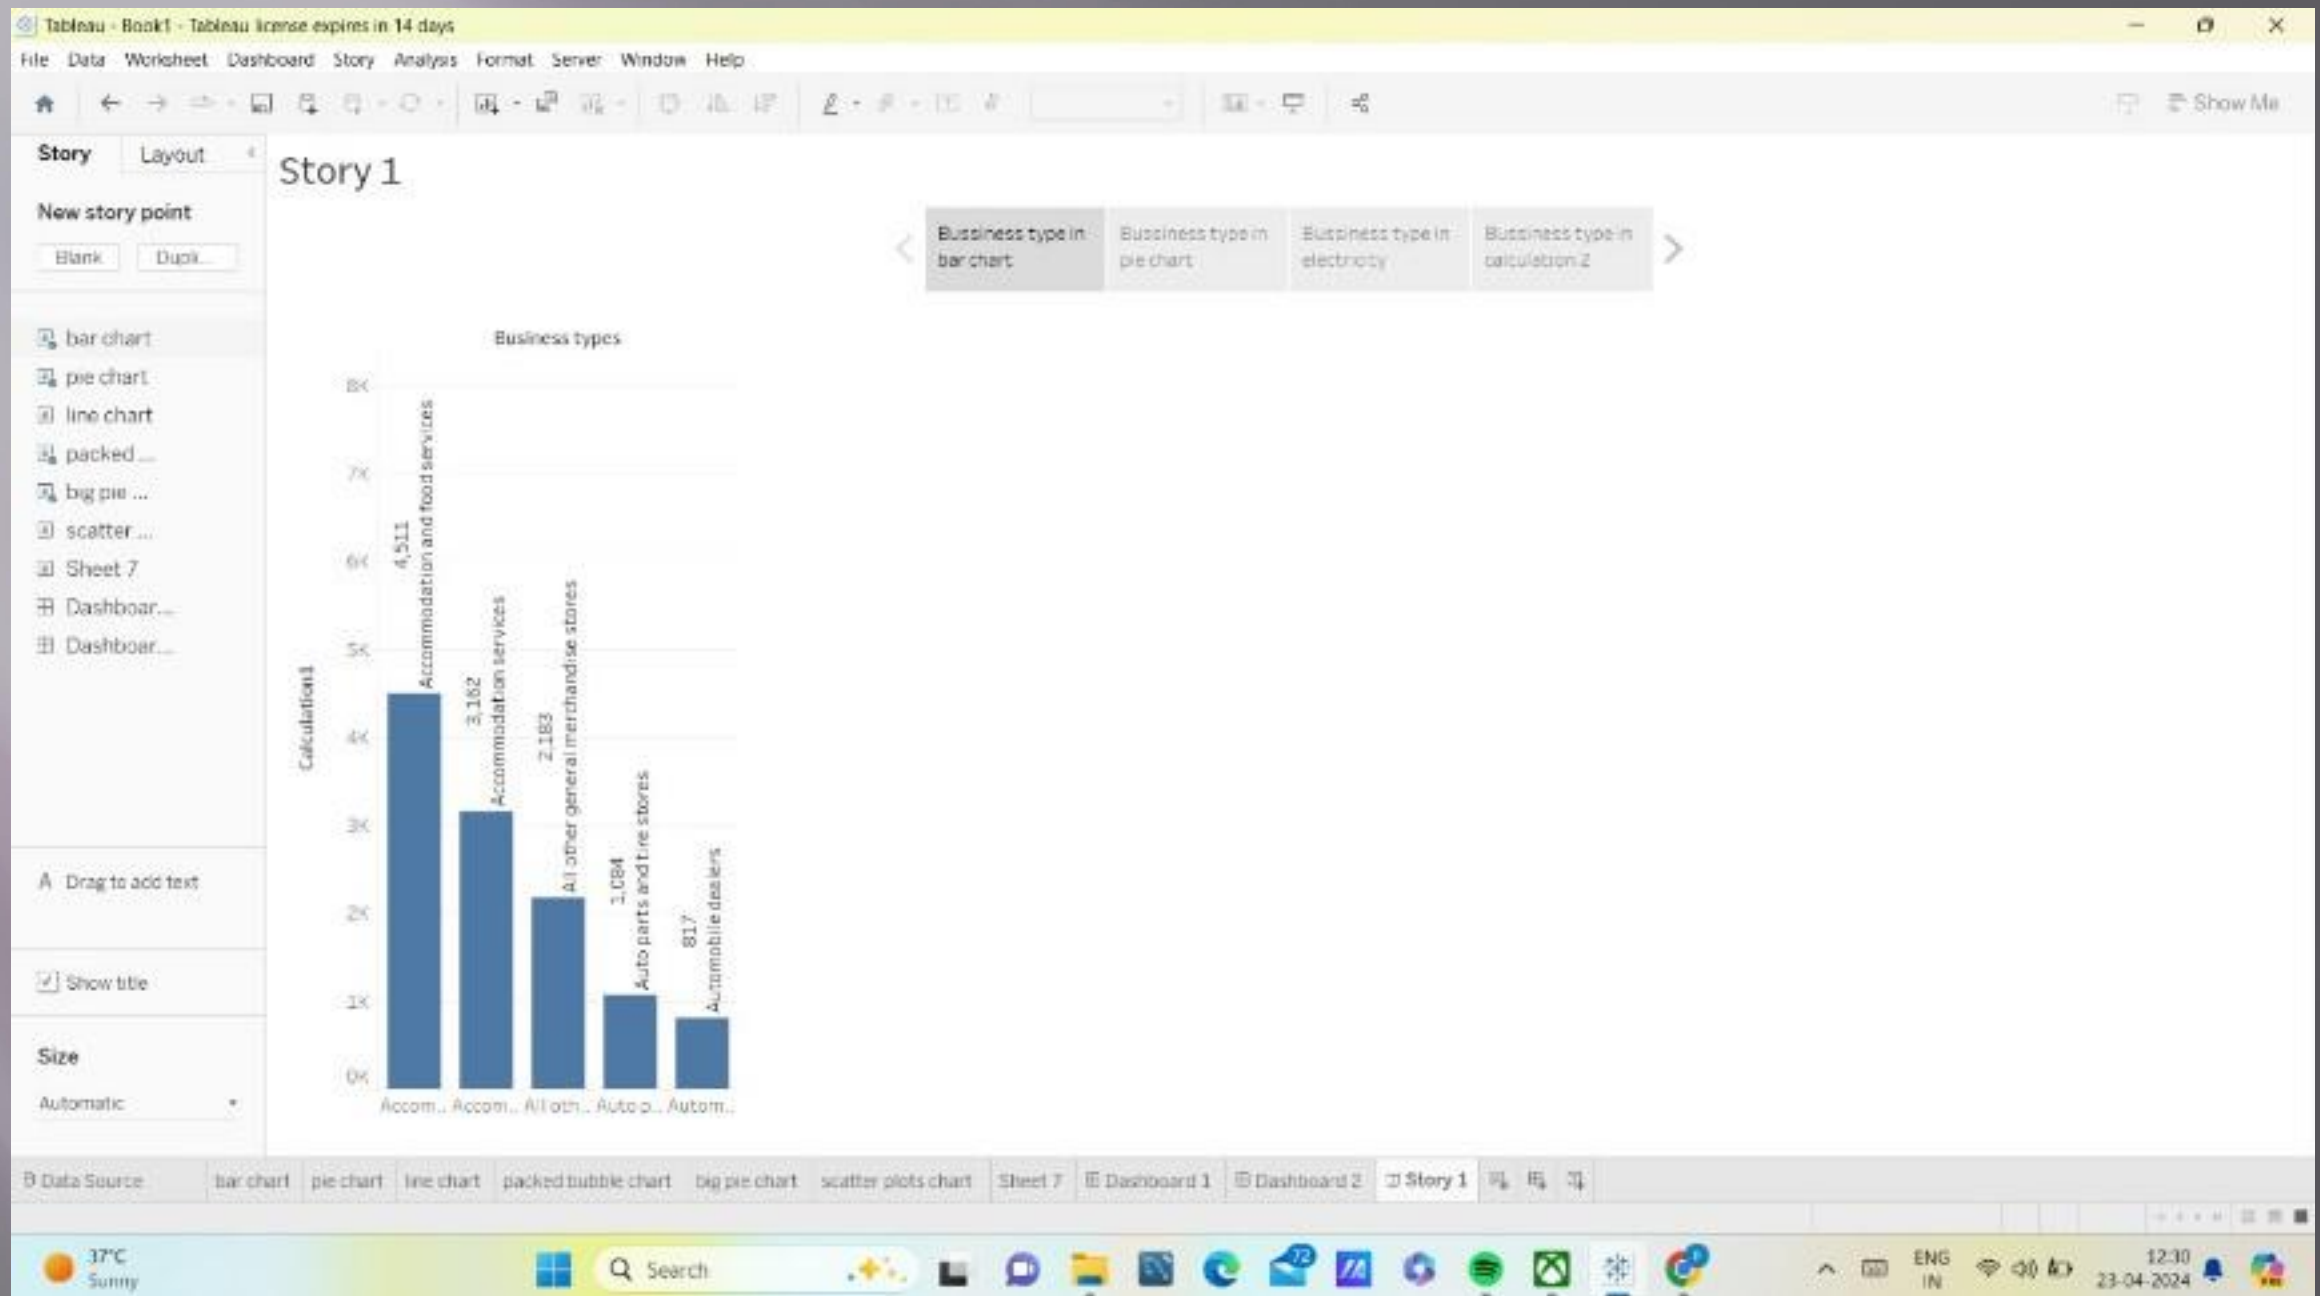 Tableau - Book1 - Tableau license expires in 14 days
File Data Worksheet Dashboard Story Analysis Format Server Window Help
Show Me
Story Layout
Story 1
New story point
Blank Dupli...
Bussiness type in
bar chart
Bussiness type in
pie chart
Bussiness type in
electricity
Bussiness type in
calculation 2
bar chart
pie chart
line chart
packed ...
big pie ...
scatter ...
Sheet 7
Dashboar...
Dashboar...
A Drag to add text
Show title
Size
Automatic
Business types
Calculation1
8K
7K
6K
5K
4K
3K
2K
1K
0K
4,511
Accommodation and food services
3,162
Accommodation services
2,183
All other general merchandise stores
1,084
Auto parts and tire stores
817
Automobile dealers
Accom.. Accom.. All oth.. Auto p.. Autom..
Data Source bar chart pie chart line chart packed bubble chart big pie chart scatter plots chart Sheet 7 Dashboard 1 Dashboard 2 Story 1
37°C
Sunny
Search
72
ENG
IN
12:30
23-04-2024